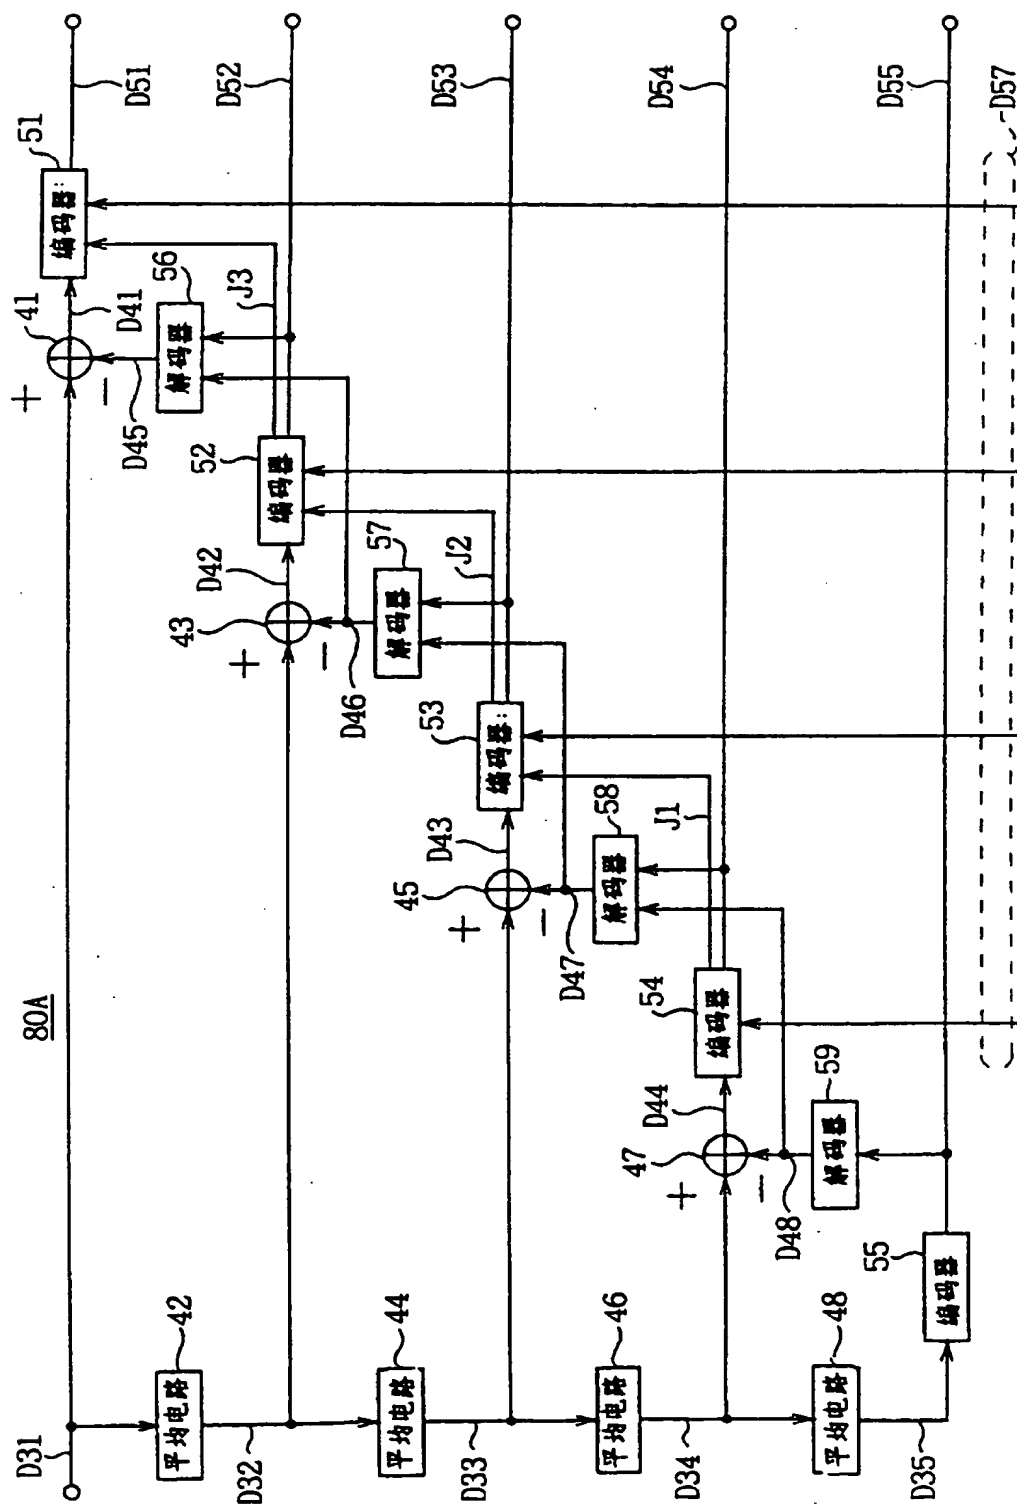 80A
D31
42
平均电路
D32
44
平均电路
D33
46
平均电路
D34
48
平均电路
D35
55
编码器
59
解码器
D48
47
+
−
D44
54
编码器
J1
58
解码器
D47
45
+
−
D43
53
编码器:
J2
57
解码器
D46
43
+
−
D42
52
编码器
J3
56
解码器
D45
41
+
−
D41
51
编码器:
D51
D52
D53
D54
D55
D57